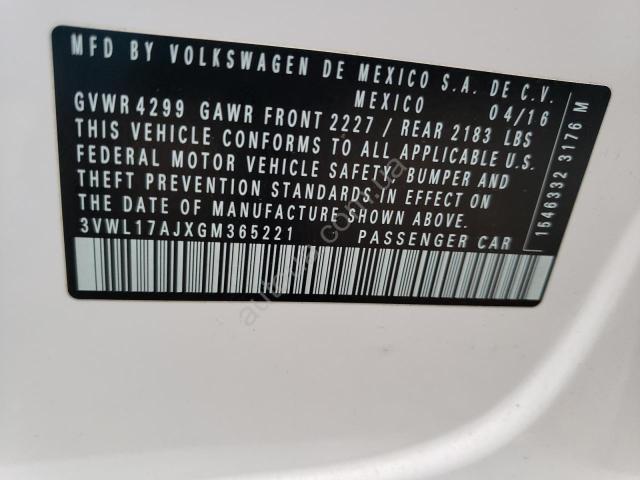 MFD BY VOLKSWAGEN DE MEXICO S.A. DE C.V.
MEXICO 04/16
GVWR 4299 GAWR FRONT 2227 / REAR 2183 LBS
THIS VEHICLE CONFORMS TO ALL APPLICABLE U.S.
FEDERAL MOTOR VEHICLE SAFETY, BUMPER AND
THEFT PREVENTION STANDARDS IN EFFECT ON
THE DATE OF MANUFACTURE SHOWN ABOVE.
3VWL17AJXGM365221 PASSENGER CAR
1646332 3176 M